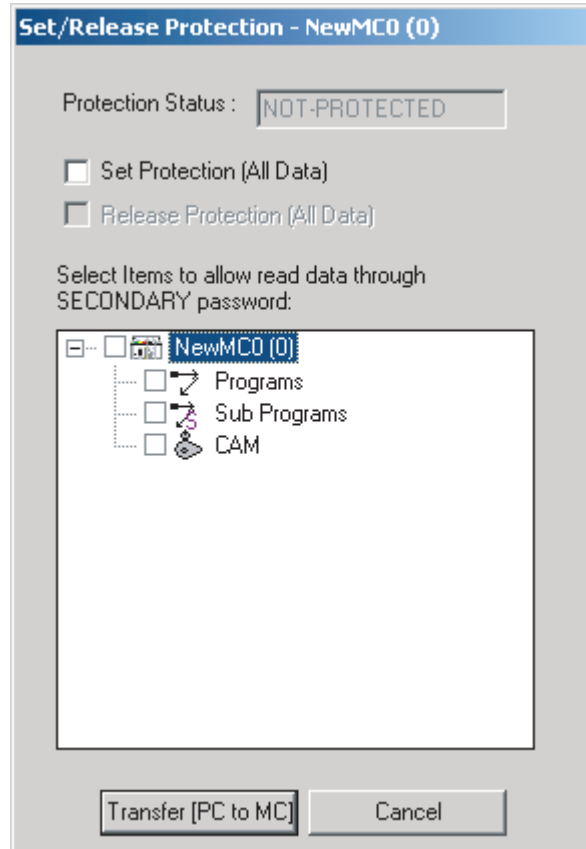 Set/Release Protection - NewMC0 (0)
Protection Status :
NOT-PROTECTED
Set Protection (All Data)
Release Protection (All Data)
Select Items to allow read data through
SECONDARY password:
NewMC0 (0)
Programs
Sub Programs
CAM
Transfer [PC to MC]
Cancel